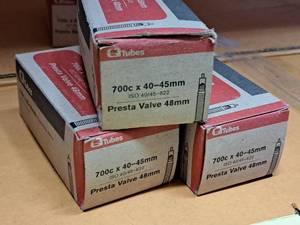 Q Tubes
700c x 40-45mm
ISO 40/45-622
Presta Valve 48mm
Q Tubes
700c x 40-45mm
ISO 40/45-622
Presta Valve 48mm
Q Tubes
700c x 40-45mm
ISO 40/45-622
Presta Valve 48mm